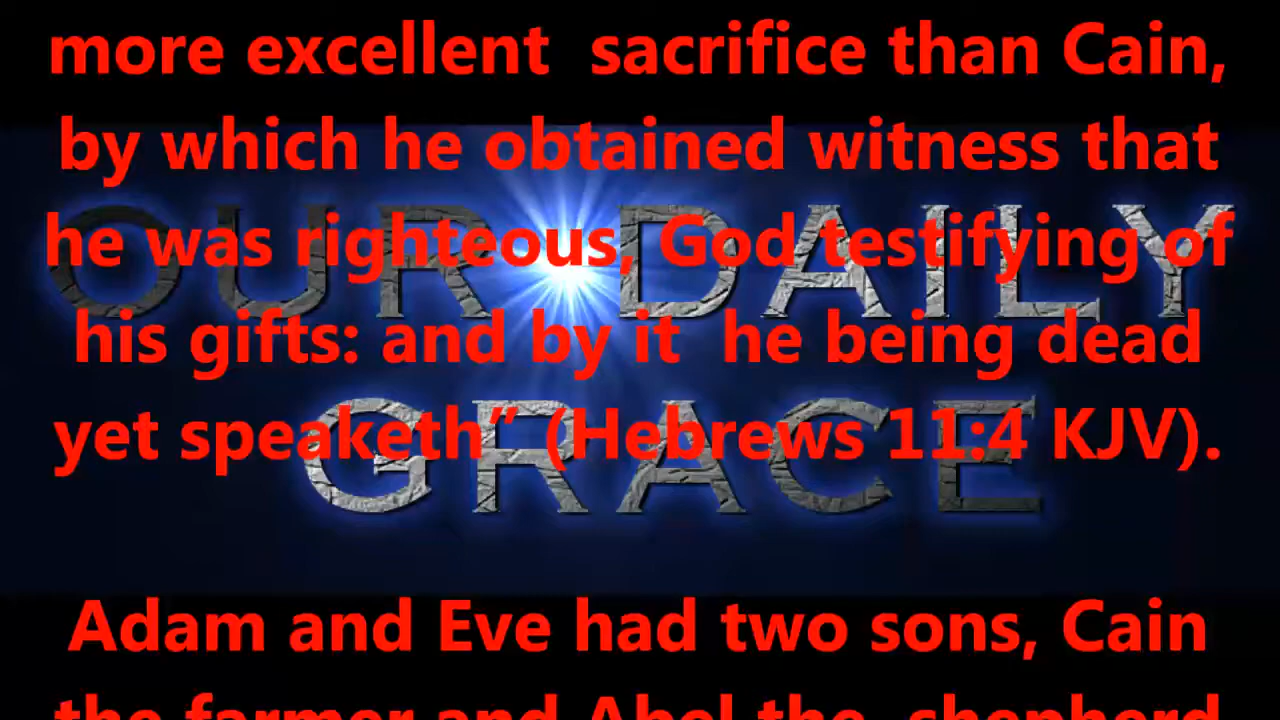 more excellent  sacrifice than Cain,
by which he obtained witness that
he was righteous, God testifying of
his gifts: and by it  he being dead
yet speaketh” (Hebrews 11:4 KJV).
Adam and Eve had two sons, Cain
the farmer and Abel the  shepherd
OUR DAILY
GRACE